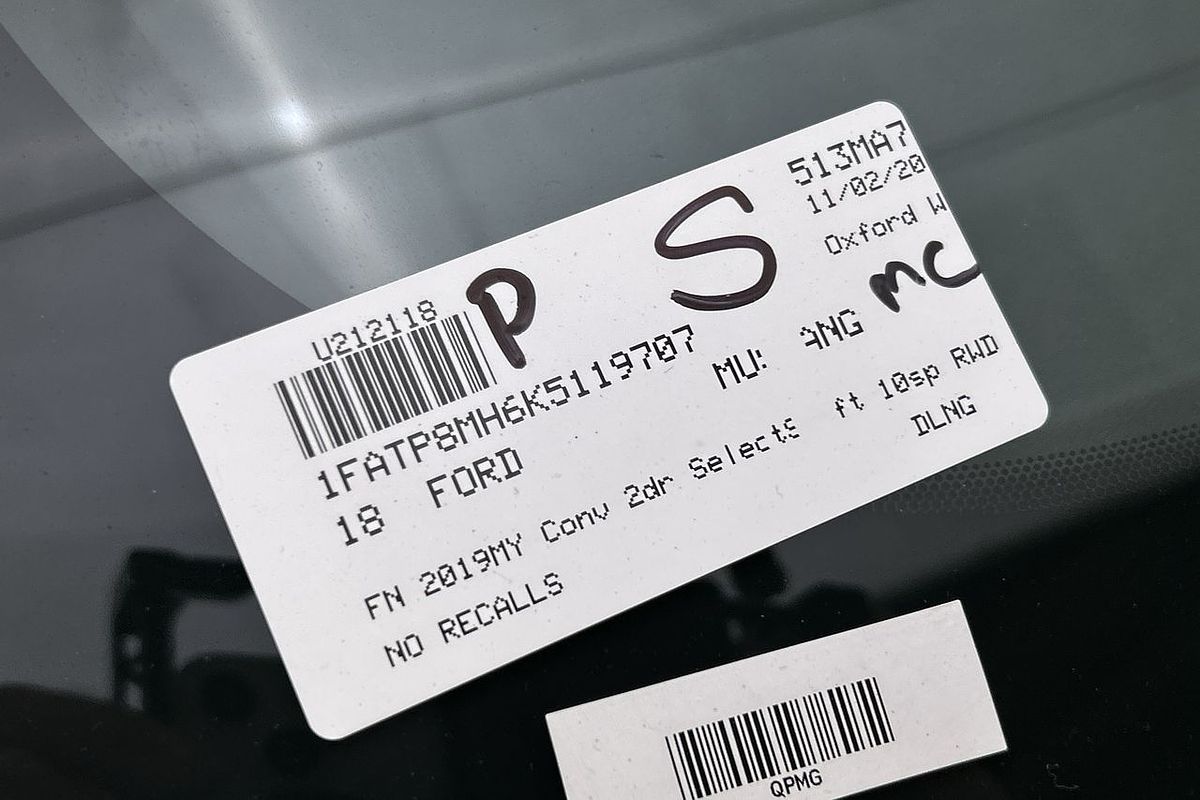 U212118
P S
513MA7
11/02/20
Oxford W
mc
1FATP8MH6K5119707 MU: ANG
18 FORD
FN 2019MY Conv 2dr SelectS ft 10sp RWD
NO RECALLS
DLNG
QPMG